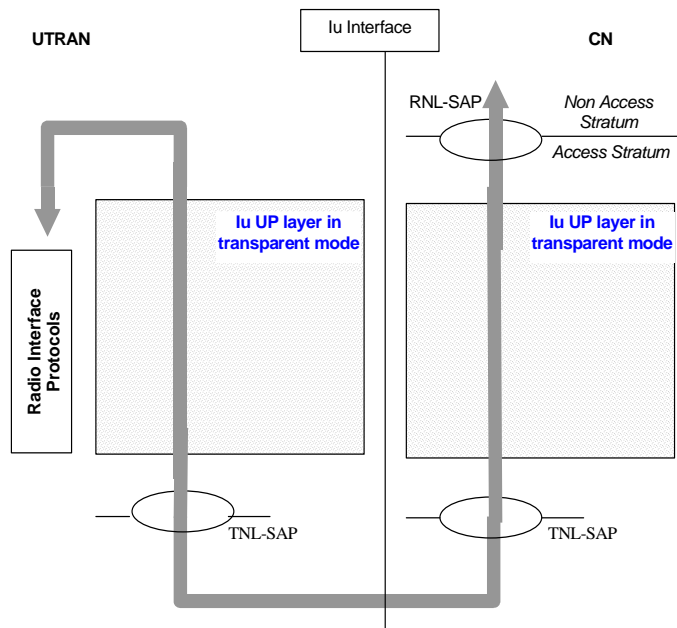 Iu Interface
UTRAN
CN
RNL-SAP
Non Access
Stratum
Access Stratum
Iu UP layer in
transparent mode
Iu UP layer in
transparent mode
Radio Interface
Protocols
TNL-SAP
TNL-SAP